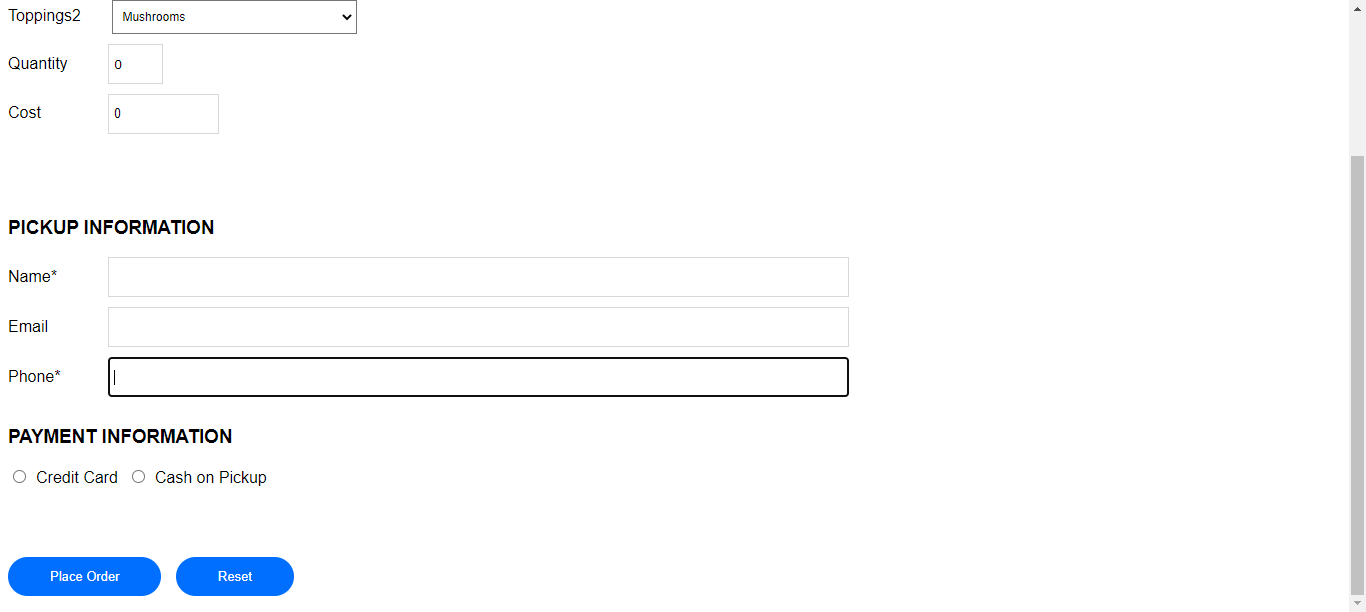 Toppings2 Mushrooms
Quantity 0
Cost 0
PICKUP INFORMATION
Name*
Email
Phone*
PAYMENT INFORMATION
Credit Card Cash on Pickup
Place Order Reset